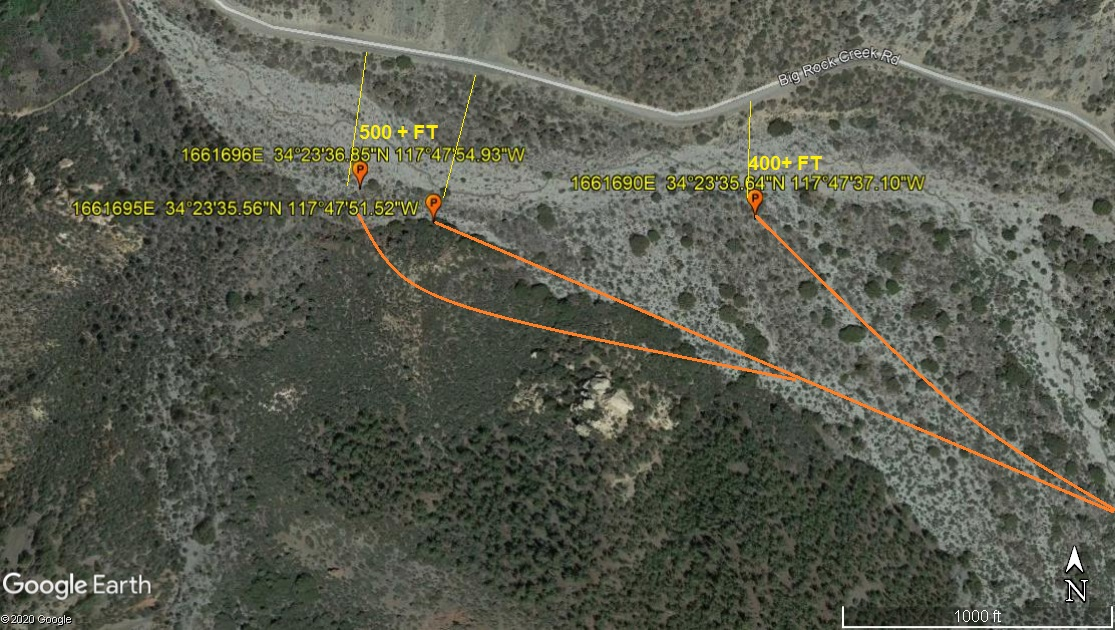 Big Rock Creek Rd
500 + FT
1661696E 34°23'36.85"N 117°47'54.93"W
400+ FT
1661690E 34°23'35.64"N 117°47'37.10"W
1661695E 34°23'35.56"N 117°47'51.52"W
P
P
P
Google Earth
N
©2020 Google
1000 ft